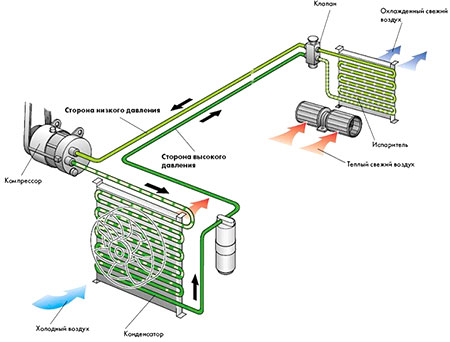 Клапан
Охлажденный свежий
воздух
Сторона низкого давления
Испаритель
Сторона высокого
давления
Теплый свежий воздух
Компрессор
Холодный воздух
Конденсатор